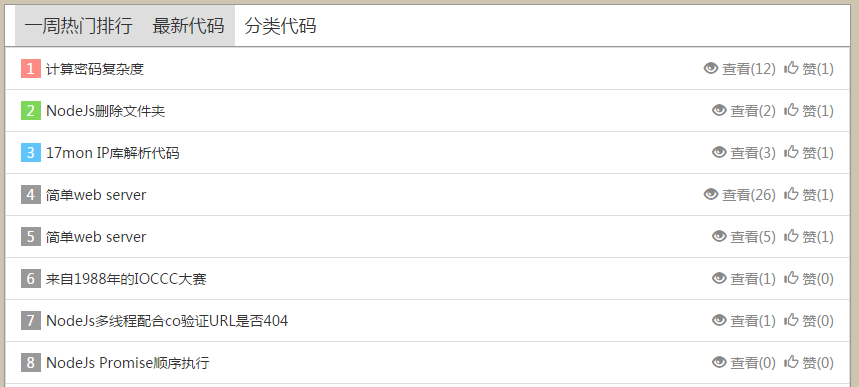 一周热门排行 最新代码 分类代码
1 计算密码复杂度 查看(12) 赞(1)
2 NodeJs删除文件夹 查看(2) 赞(1)
3 17mon IP库解析代码 查看(3) 赞(1)
4 简单web server 查看(26) 赞(1)
5 简单web server 查看(5) 赞(1)
6 来自1988年的IOCCC大赛 查看(1) 赞(0)
7 NodeJs多线程配合co验证URL是否404 查看(1) 赞(0)
8 NodeJs Promise顺序执行 查看(0) 赞(0)